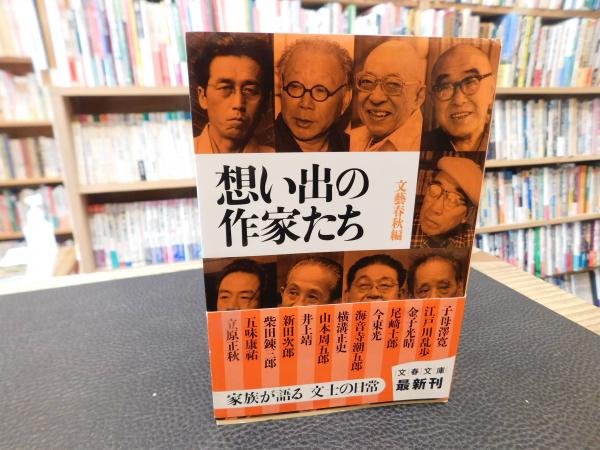 想い出の
作家たち
文藝春秋編
子母澤寛
江戸川乱歩
金子光晴
尾﨑士郎
今東光
海音寺潮五郎
横溝正史
山本周五郎
井上靖
新田次郎
柴田錬三郎
五味康祐
立原正秋
家族が語る 文士の日常
文春文庫
最新刊